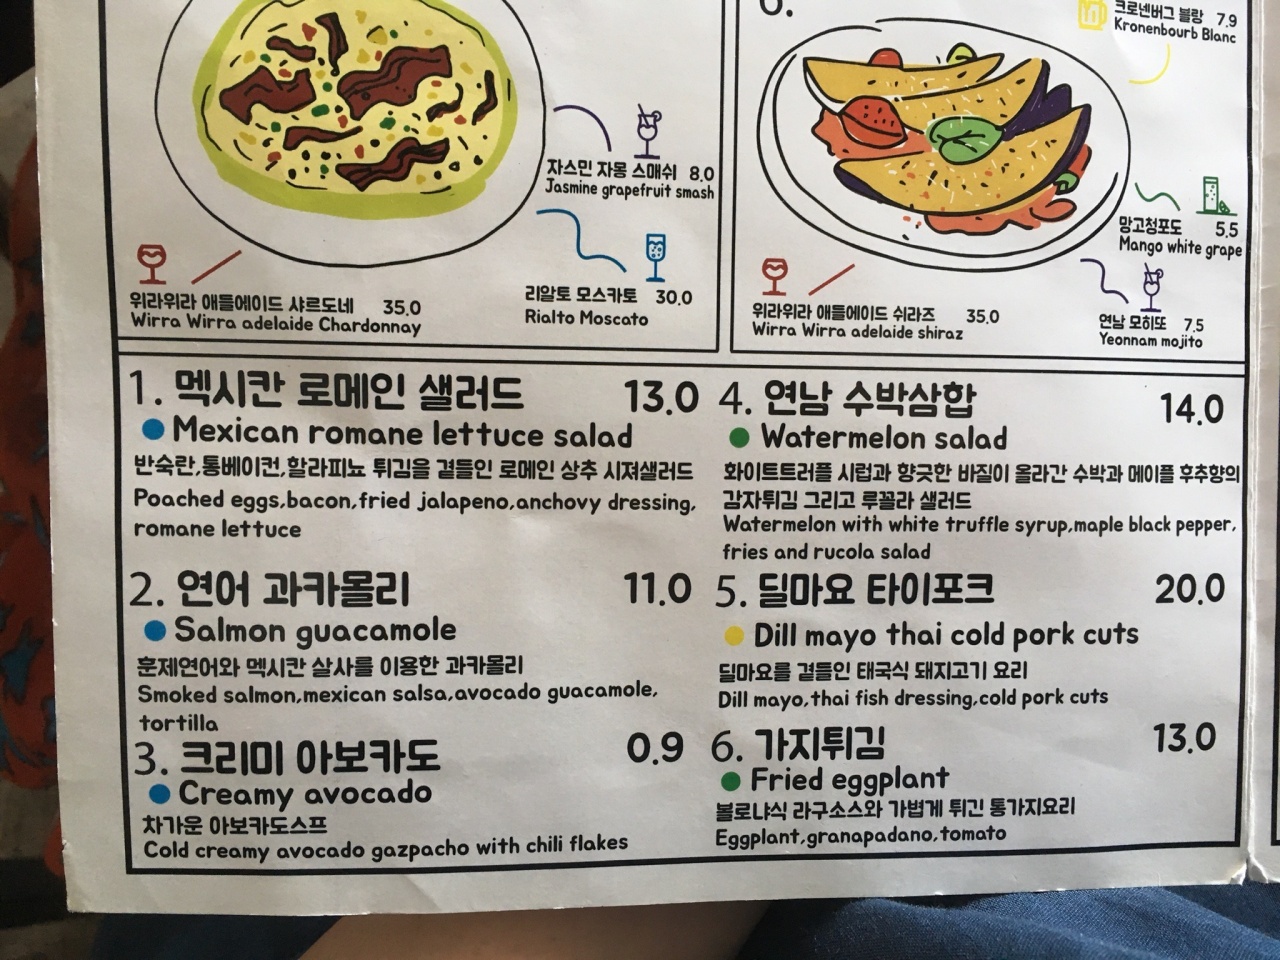 6.
크로넨버그 블랑 7.9
Kronenbourb Blanc
자스민 자몽 스매쉬 8.0
Jasmine grapefruit smash
위라위라 애들에이드 샤르도네 35.0
Wirra Wirra adelaide Chardonnay
리알토 모스카토 30.0
Rialto Moscato
망고청포도 5.5
Mango white grape
위라위라 애들에이드 쉬라즈 35.0
Wirra Wirra adelaide shiraz
연남 모히또 7.5
Yeonnam mojito
1. 멕시칸 로메인 샐러드 13.0
Mexican romane lettuce salad
반숙란,통베이컨,할라피뇨 튀김을 곁들인 로메인 상추 시져샐러드
Poached eggs,bacon,fried jalapeno,anchovy dressing,
romane lettuce
2. 연어 과카몰리 11.0
Salmon guacamole
훈제연어와 멕시칸 살사를 이용한 과카몰리
Smoked salmon,mexican salsa,avocado guacamole,
tortilla
3. 크리미 아보카도 0.9
Creamy avocado
차가운 아보카도스프
Cold creamy avocado gazpacho with chili flakes
4. 연남 수박삼합 14.0
Watermelon salad
화이트트러플 시럽과 향긋한 바질이 올라간 수박과 메이플 후추향의
감자튀김 그리고 루꼴라 샐러드
Watermelon with white truffle syrup,maple black pepper,
fries and rucola salad
5. 딜마요 타이포크 20.0
Dill mayo thai cold pork cuts
딜마요를 곁들인 태국식 돼지고기 요리
Dill mayo,thai fish dressing,cold pork cuts
6. 가지튀김 13.0
Fried eggplant
볼로냐식 라구소스와 가볍게 튀긴 통가지요리
Eggplant,granapadano,tomato